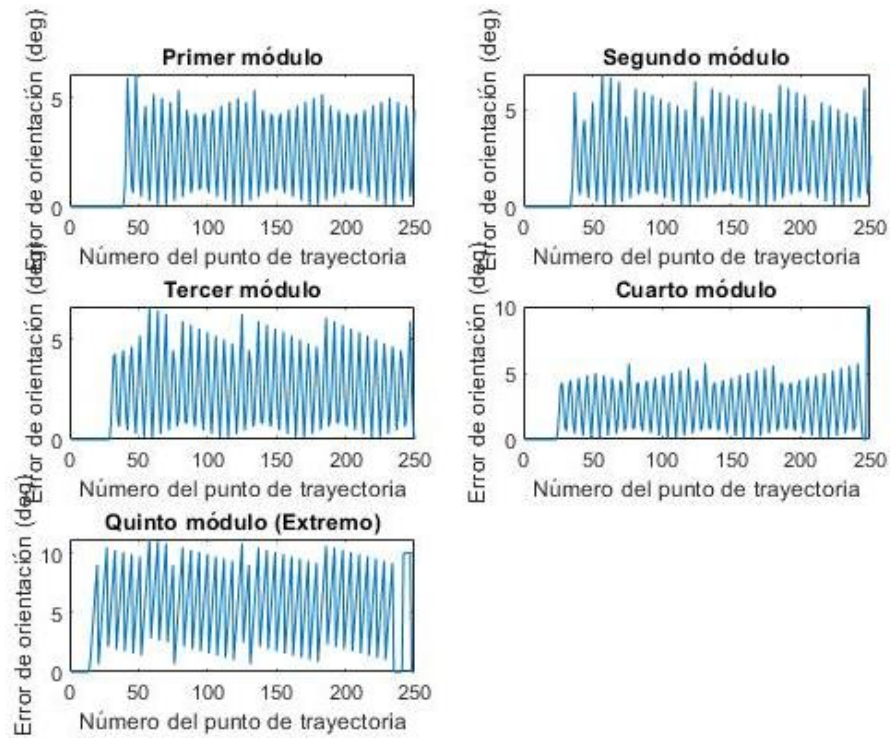 Primer módulo
Error de orientación (deg)
5
0
0 50 100 150 200 250
Número del punto de trayectoria
Segundo módulo
Error de orientación (deg)
5
0
0 50 100 150 200 250
Número del punto de trayectoria
Tercer módulo
Error de orientación (deg)
5
0
0 50 100 150 200 250
Número del punto de trayectoria
Cuarto módulo
Error de orientación (deg)
10
5
0
0 50 100 150 200 250
Número del punto de trayectoria
Quinto módulo (Extremo)
Error de orientación (deg)
10
5
0
0 50 100 150 200 250
Número del punto de trayectoria